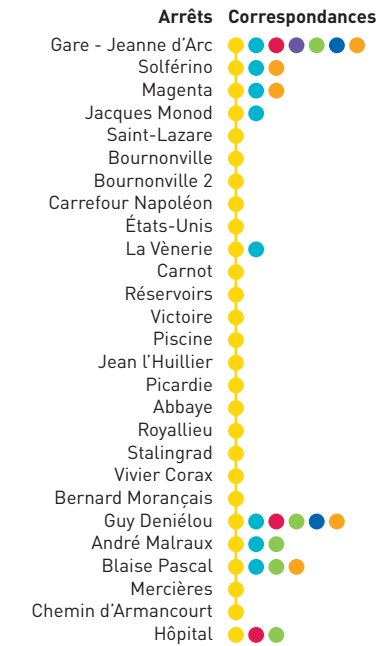 Arrêts Correspondances
Gare - Jeanne d'Arc
Solférino
Magenta
Jacques Monod
Saint-Lazare
Bournonville
Bournonville 2
Carrefour Napoléon
États-Unis
La Vènerie
Carnot
Réservoirs
Victoire
Piscine
Jean l'Huillier
Picardie
Abbaye
Royallieu
Stalingrad
Vivier Corax
Bernard Morançais
Guy Deniélou
André Malraux
Blaise Pascal
Mercières
Chemin d'Armancourt
Hôpital